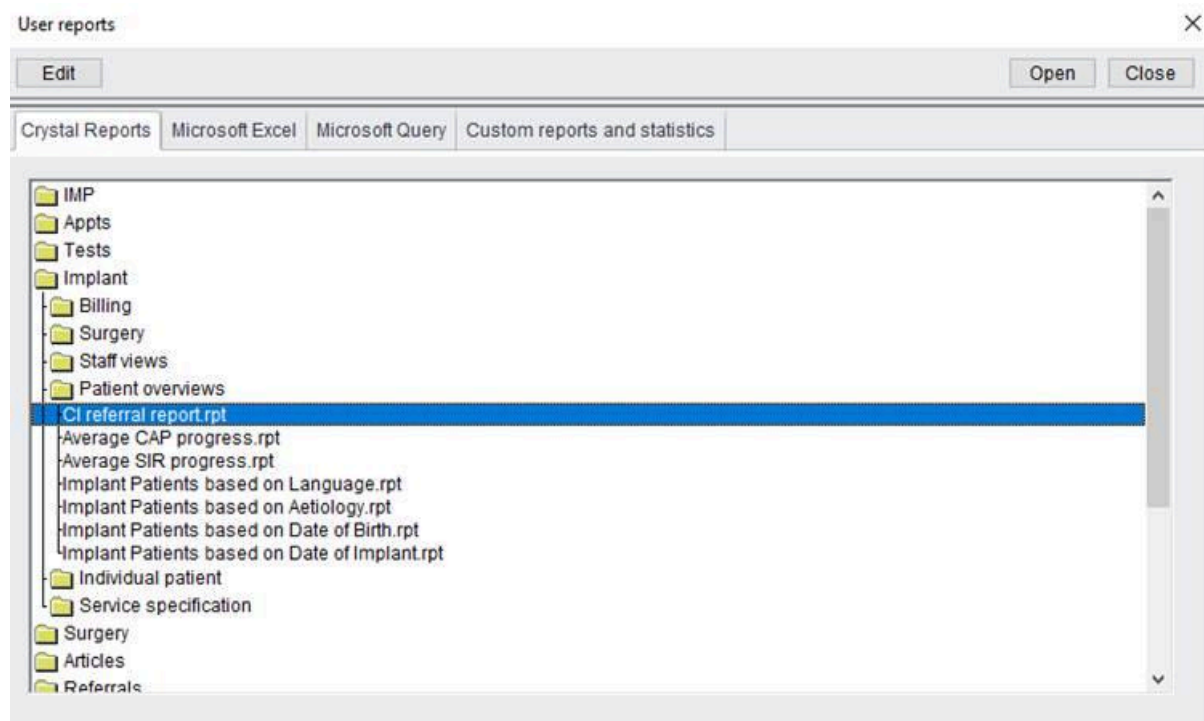 User reports
Edit Open Close
Crystal Reports Microsoft Excel Microsoft Query Custom reports and statistics
IMP
Appts
Tests
Implant
Billing
Surgery
Staff views
Patient overviews
CI referral report.rpt
Average CAP progress.rpt
Average SIR progress.rpt
Implant Patients based on Language.rpt
Implant Patients based on Aetiology.rpt
Implant Patients based on Date of Birth.rpt
Implant Patients based on Date of Implant.rpt
Individual patient
Service specification
Surgery
Articles
Referrals